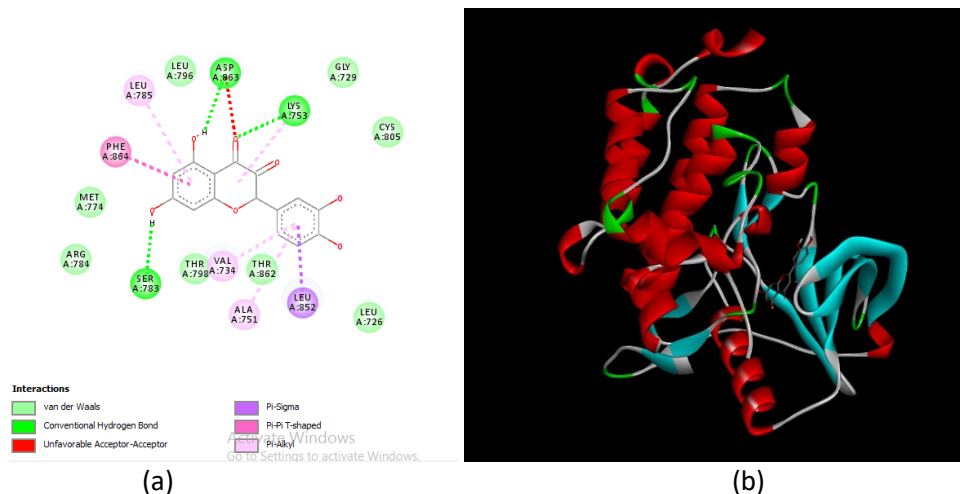 LEU
A:796
ASP
A:863
GLY
A:729
LEU
A:785
LYS
A:753
CYS
A:805
PHE
A:864
H
MET
A:774
O
H
ARG
A:784
SER
A:783
THR
A:798
VAL
A:734
THR
A:862
ALA
A:751
LEU
A:852
LEU
A:726
Interactions
van der Waals
Conventional Hydrogen Bond
Unfavorable Acceptor-Acceptor
Pi-Sigma
Pi-Pi T-shaped
Pi-Alkyl
Activate Windows
Go to Settings to activate Windows.
(a)
(b)